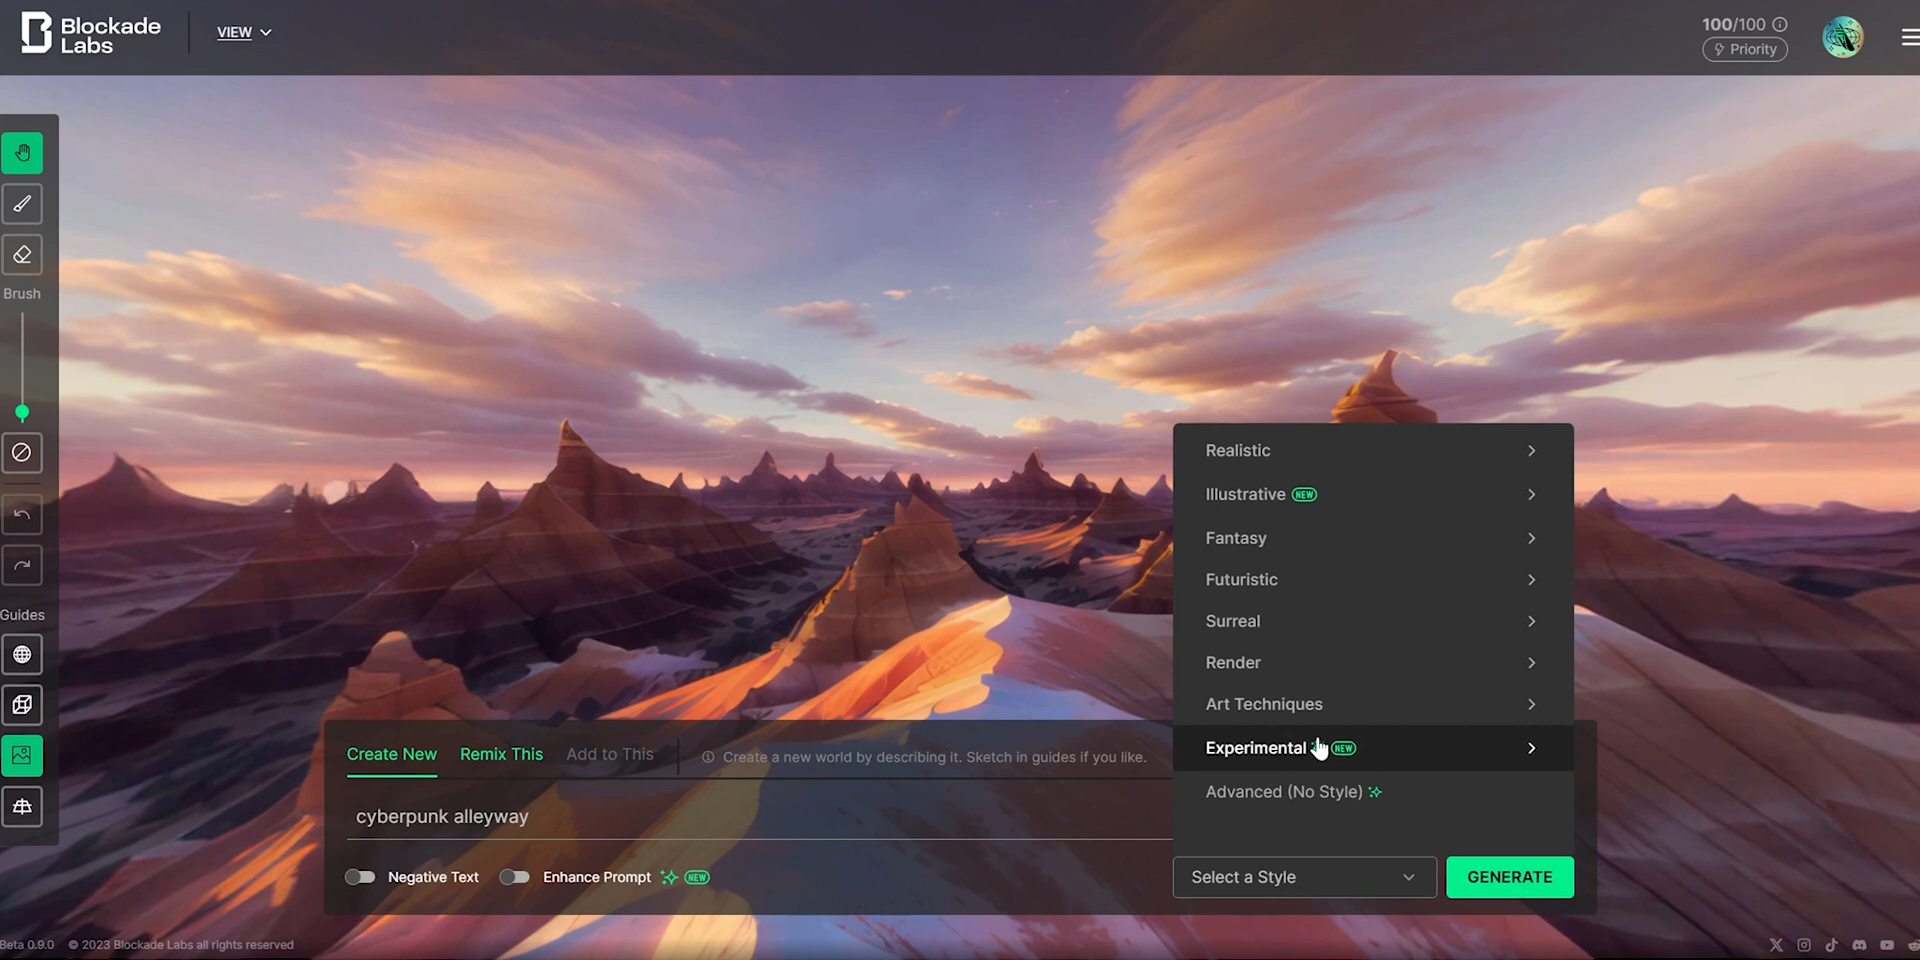 Blockade
Labs
VIEW
100/100
Priority
Brush
Guides
Realistic
Illustrative NEW
Fantasy
Futuristic
Surreal
Render
Art Techniques
Experimental NEW
Advanced (No Style)
Create New Remix This Add to This Create a new world by describing it. Sketch in guides if you like.
cyberpunk alleyway
Negative Text Enhance Prompt NEW
Select a Style GENERATE
Beta 0.9.0 © 2023 Blockade Labs all rights reserved